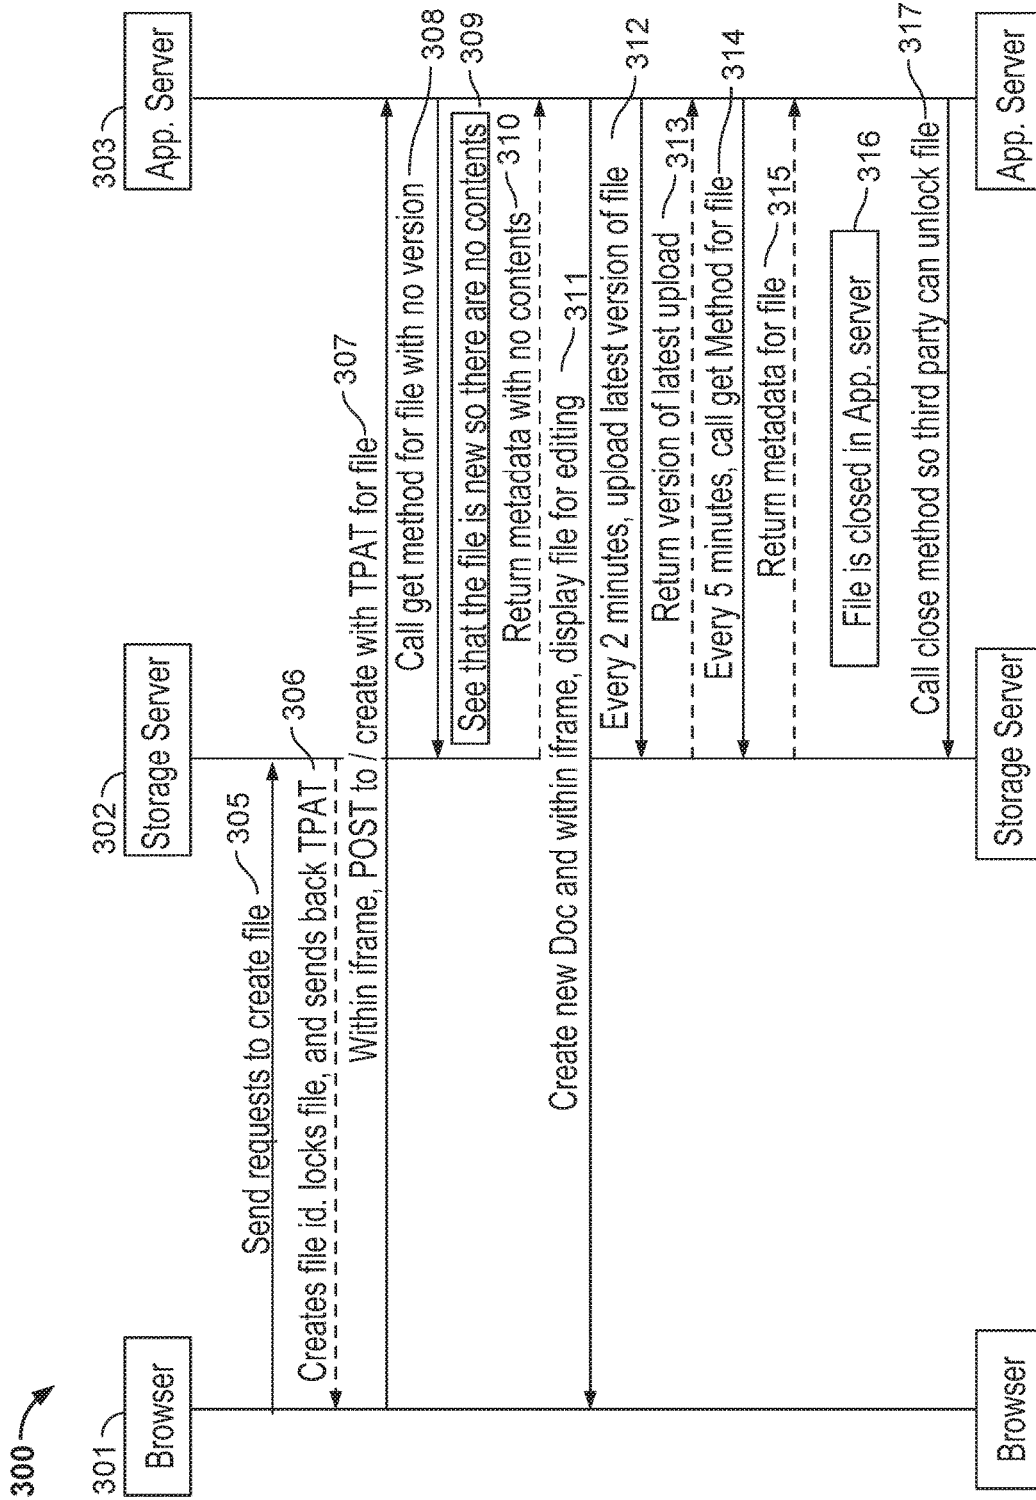 300
301
Browser
302
Storage Server
303
App. Server
Send requests to create file
305
Creates file id. locks file, and sends back TPAT
306
Within iframe, POST to / create with TPAT for file
307
Call get method for file with no version
308
See that the file is new so there are no contents
309
Return metadata with no contents
310
Create new Doc and within iframe, display file for editing
311
Every 2 minutes, upload latest version of file
312
Return version of latest upload
313
Every 5 minutes, call get Method for file
314
Return metadata for file
315
File is closed in App. server
316
Call close method so third party can unlock file
317
Browser
Storage Server
App. Server